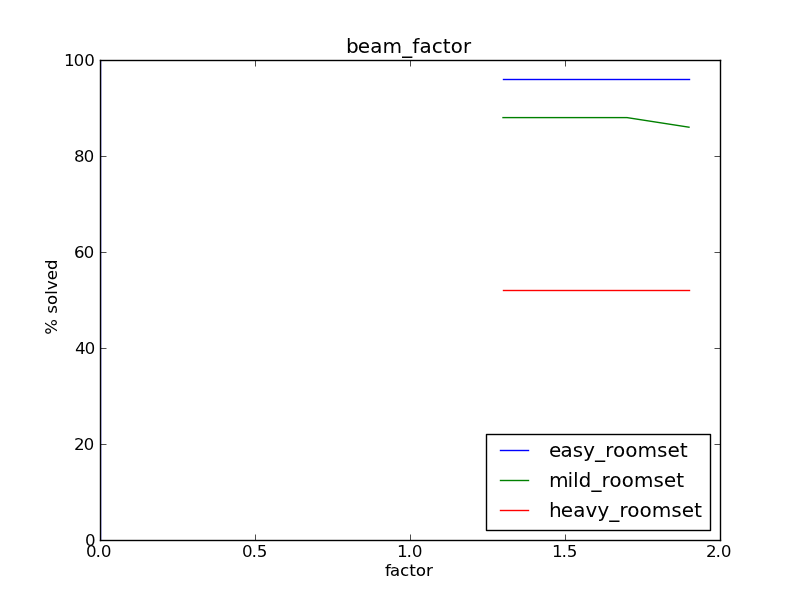 beam_factor
100
80
60
40
20
0
% solved
0.0 0.5 1.0 1.5 2.0
factor
easy_roomset
mild_roomset
heavy_roomset